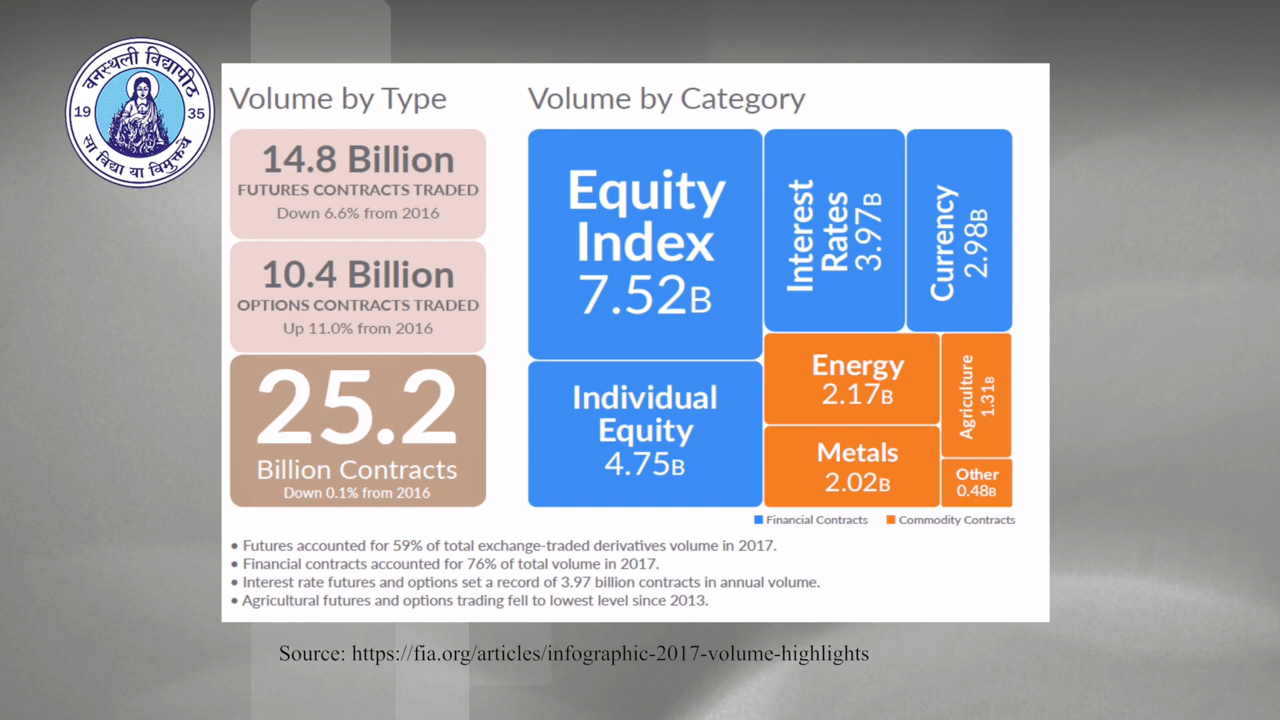 वनस्थली विद्यापीठ
19 35
सा विद्या या विमुक्तये
Volume by Type
14.8 Billion
FUTURES CONTRACTS TRADED
Down 6.6% from 2016
10.4 Billion
OPTIONS CONTRACTS TRADED
Up 11.0% from 2016
25.2
Billion Contracts
Down 0.1% from 2016
Volume by Category
Equity
Index
7.52B
Individual
Equity
4.75B
Interest
Rates
3.97B
Currency
2.98B
Energy
2.17B
Metals
2.02B
Agriculture
1.31B
Other
0.48B
Financial Contracts
Commodity Contracts
• Futures accounted for 59% of total exchange-traded derivatives volume in 2017.
• Financial contracts accounted for 76% of total volume in 2017.
• Interest rate futures and options set a record of 3.97 billion contracts in annual volume.
• Agricultural futures and options trading fell to lowest level since 2013.
Source: https://fia.org/articles/infographic-2017-volume-highlights